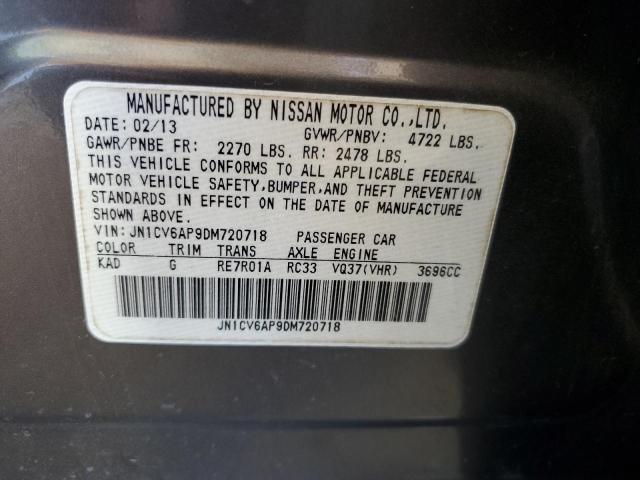 MANUFACTURED BY NISSAN MOTOR CO.,LTD.
DATE: 02/13 GVWR/PNBV: 4722 LBS.
GAWR/PNBE FR: 2270 LBS. RR: 2478 LBS.
THIS VEHICLE CONFORMS TO ALL APPLICABLE FEDERAL
MOTOR VEHICLE SAFETY,BUMPER,AND THEFT PREVENTION
STANDARDS IN EFFECT ON THE DATE OF MANUFACTURE
SHOWN ABOVE.
VIN: JN1CV6AP9DM720718 PASSENGER CAR
COLOR TRIM TRANS AXLE ENGINE
KAD G RE7R01A RC33 VQ37(VHR) 3696CC
JN1CV6AP9DM720718